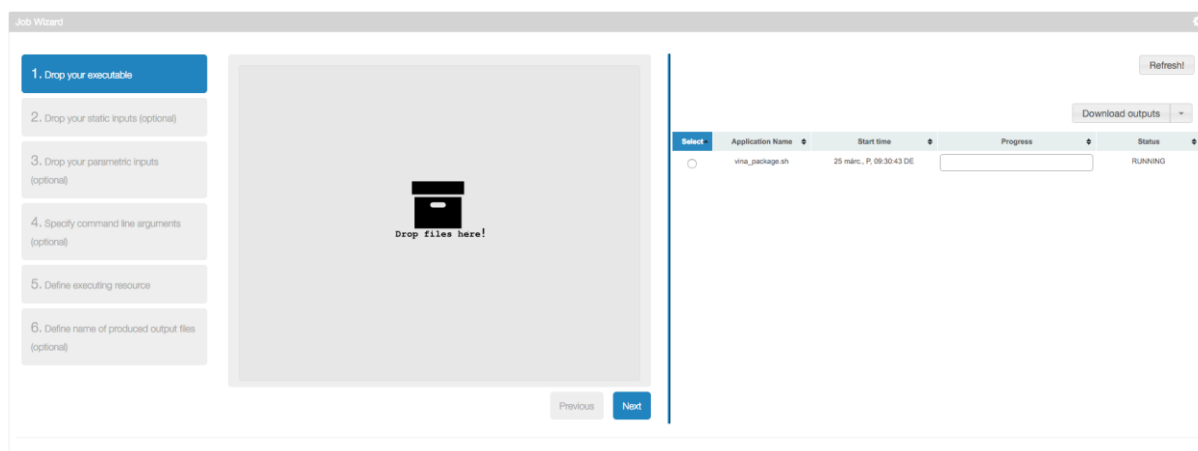 Job Wizard
1. Drop your executable
2. Drop your static inputs (optional)
3. Drop your parametric inputs
(optional)
4. Specify command line arguments
(optional)
5. Define executing resource
6. Define name of produced output files
(optional)
Drop files here!
Previous
Next
Refresh!
Download outputs
Select
Application Name
Start time
Progress
Status
vina_package.sh
25 márc., P, 09:30:43 DE
RUNNING